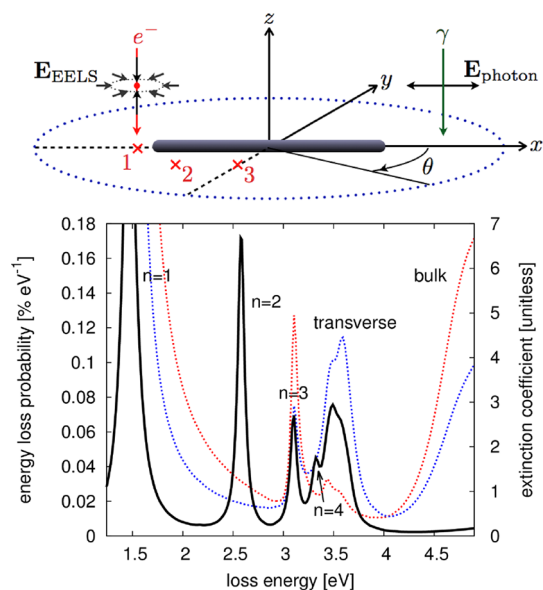 z
e⁻
γ
E_EELS
E_photon
y
x
1
2
3
θ
0.18
0.16
0.14
0.12
0.1
0.08
0.06
0.04
0.02
0
7
6
5
4
3
2
1
0
n=1
n=2
n=3
n=4
transverse
bulk
energy loss probability [% eV⁻¹]
extinction coefficient [unitless]
1.5 2 2.5 3 3.5 4 4.5
loss energy [eV]